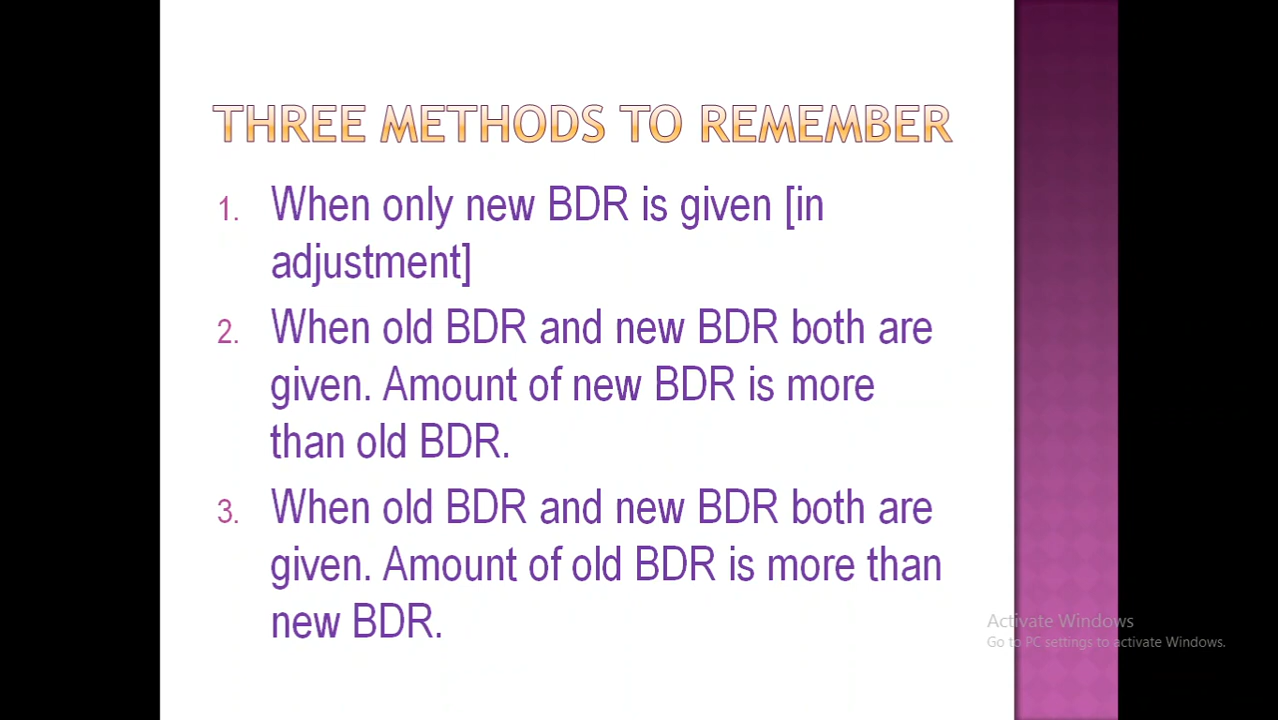 THREE METHODS TO REMEMBER
1. When only new BDR is given [in
adjustment]
2. When old BDR and new BDR both are
given. Amount of new BDR is more
than old BDR.
3. When old BDR and new BDR both are
given. Amount of old BDR is more than
new BDR.
Activate Windows
Go to PC settings to activate Windows.